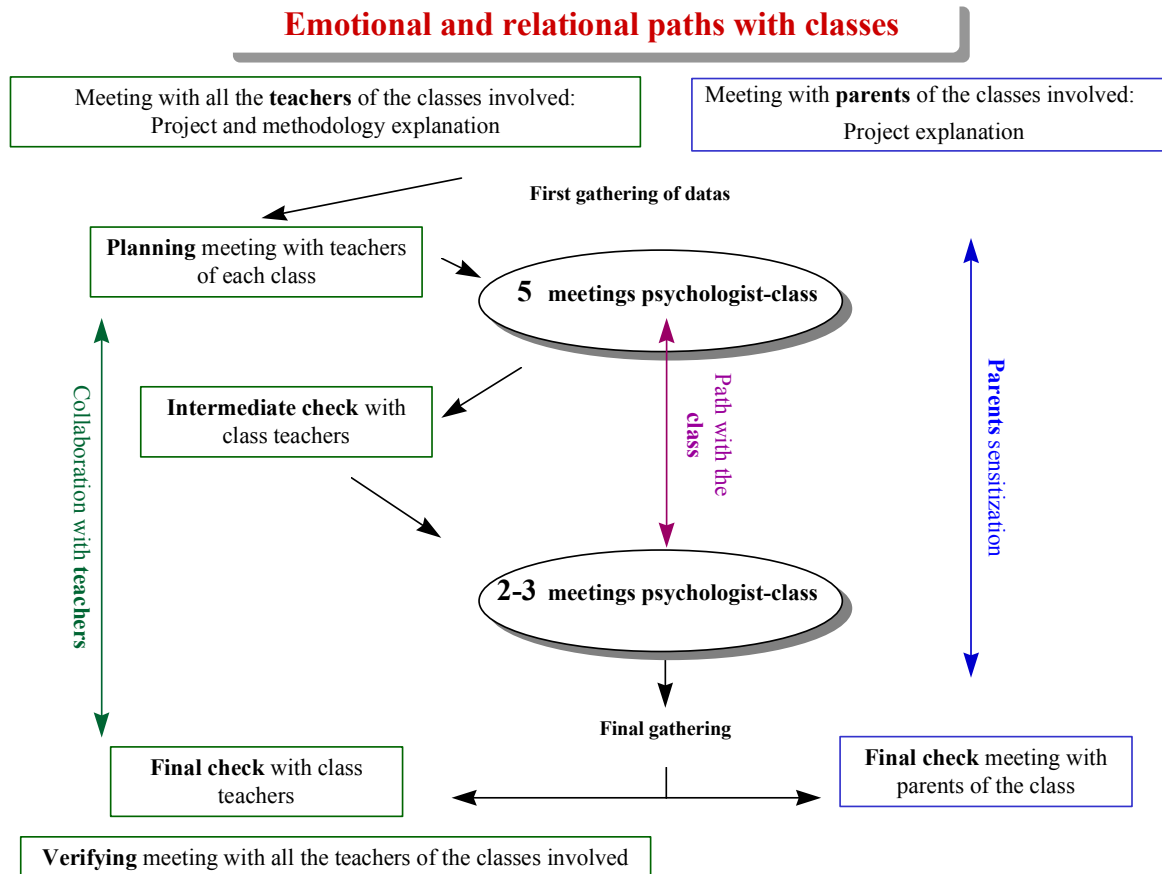 Emotional and relational paths with classes
Meeting with all the teachers of the classes involved:
Project and methodology explanation
Meeting with parents of the classes involved:
Project explanation
First gathering of datas
Planning meeting with teachers
of each class
5 meetings psychologist-class
Collaboration with teachers
Intermediate check with
class teachers
Path with the
class
Parents sensitization
2-3 meetings psychologist-class
Final gathering
Final check with class
teachers
Final check meeting with
parents of the class
Verifying meeting with all the teachers of the classes involved